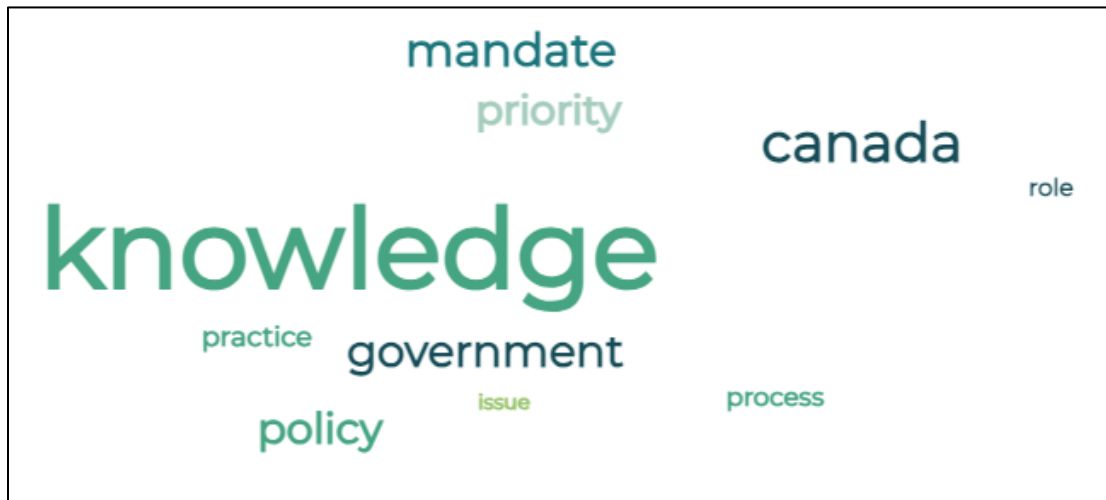 mandate
priority
canada
role
knowledge
practice
government
issue
process
policy